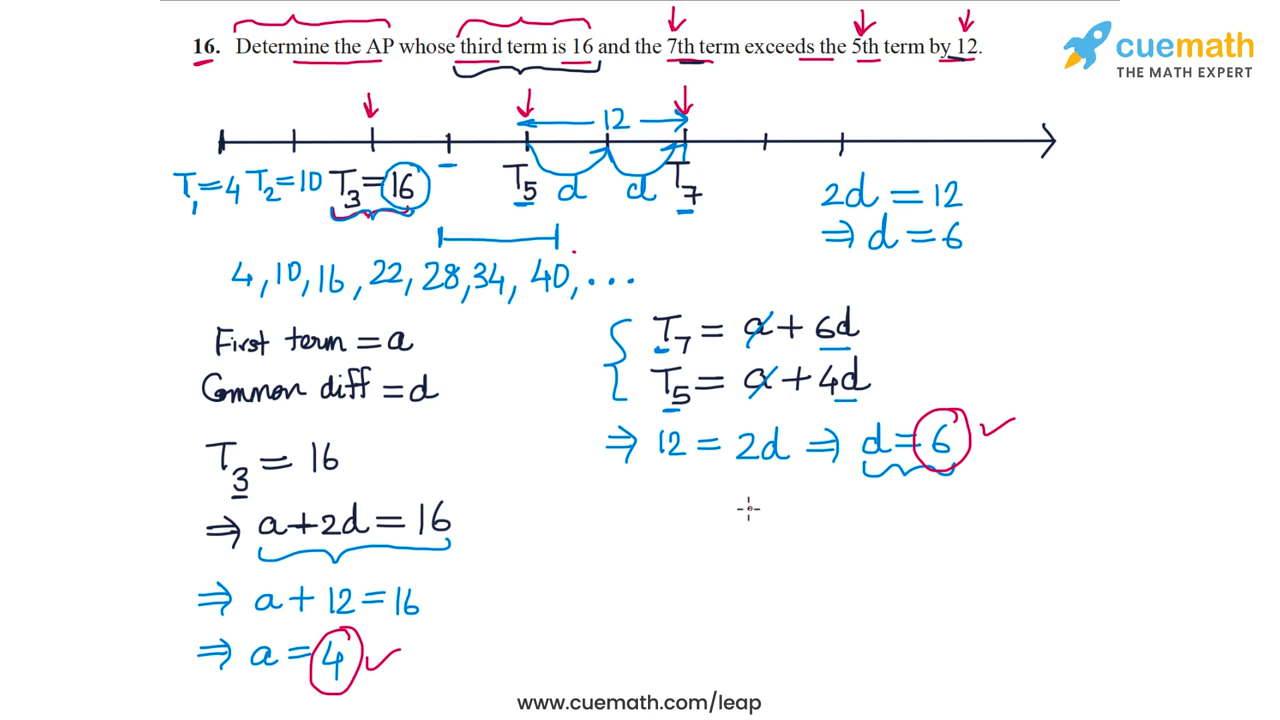 16. Determine the AP whose third term is 16 and the 7th term exceeds the 5th term by 12.
cuemath
THE MATH EXPERT
12
T₁=4 T₂=10 T₃=16 T₅ d d T₇
2d = 12
⇒ d = 6
4, 10, 16, 22, 28, 34, 40, ...
First term = a
Common diff = d
T₃ = 16
⇒ a+2d = 16
⇒ a + 12 = 16
⇒ a = 4 ✓
T₇ = a + 6d
T₅ = a + 4d
⇒ 12 = 2d ⇒ d = 6 ✓
www.cuemath.com/leap